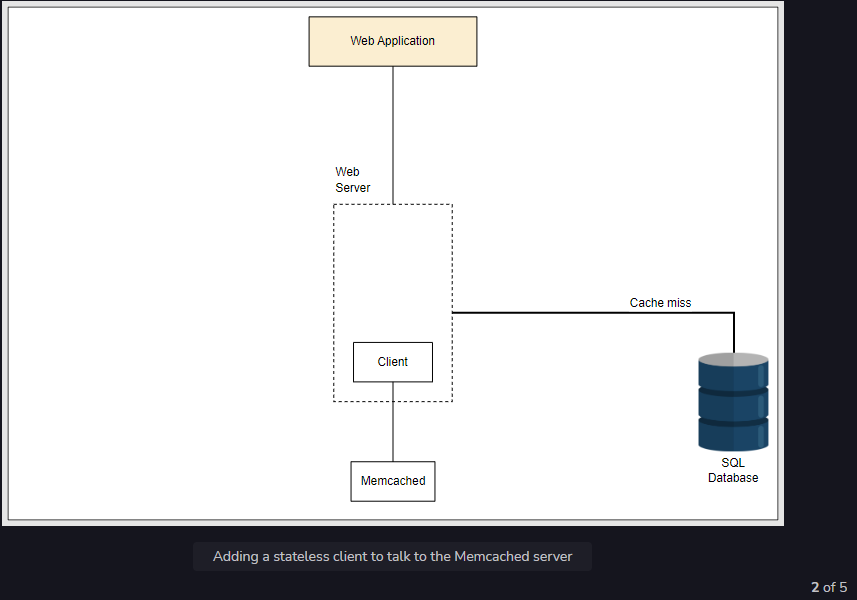 Web Application
Web
Server
Cache miss
Client
Memcached
SQL
Database
Adding a stateless client to talk to the Memcached server
2 of 5